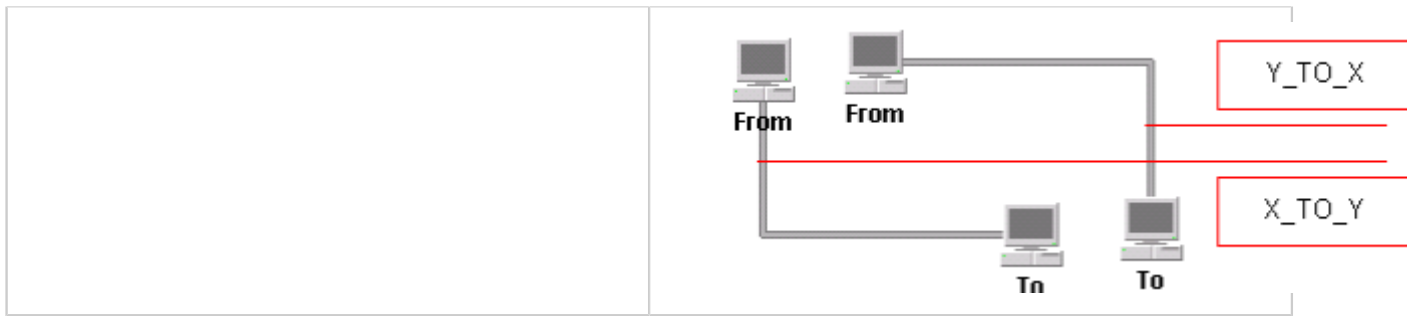 Y_TO_X
From
From
X_TO_Y
To
To